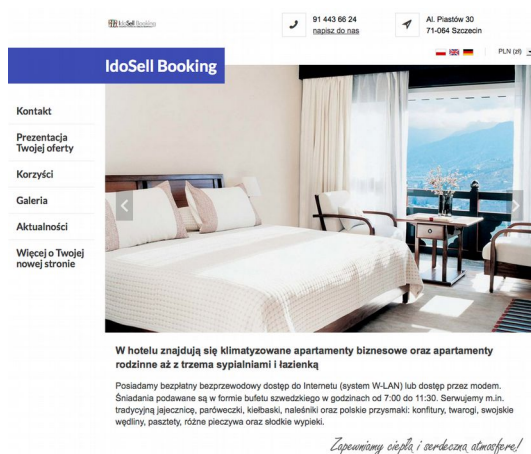 IdoSell Booking
91 443 66 24
napisz do nas
Al. Piastów 30
71-064 Szczecin
PLN (zł)
IdoSell Booking
Kontakt
Prezentacja
Twojej oferty
Korzyści
Galeria
Aktualności
Więcej o Twojej
nowej stronie
W hotelu znajdują się klimatyzowane apartamenty biznesowe oraz apartamenty
rodzinne aż z trzema sypialniami i łazienką
Posiadamy bezpłatny bezprzewodowy dostęp do Internetu (system W-LAN) lub dostęp przez modem.
Śniadania podawane są w formie bufetu szwedzkiego w godzinach od 7:00 do 11:30. Serwujemy m.in.
tradycyjną jajecznicę, paróweczki, kiełbaski, naleśniki oraz polskie przysmaki: konfitury, twarogi, swojskie
wędliny, pasztety, różne pieczywa oraz słodkie wypieki.
Zapewniamy ciepłą i serdeczną atmosferę!